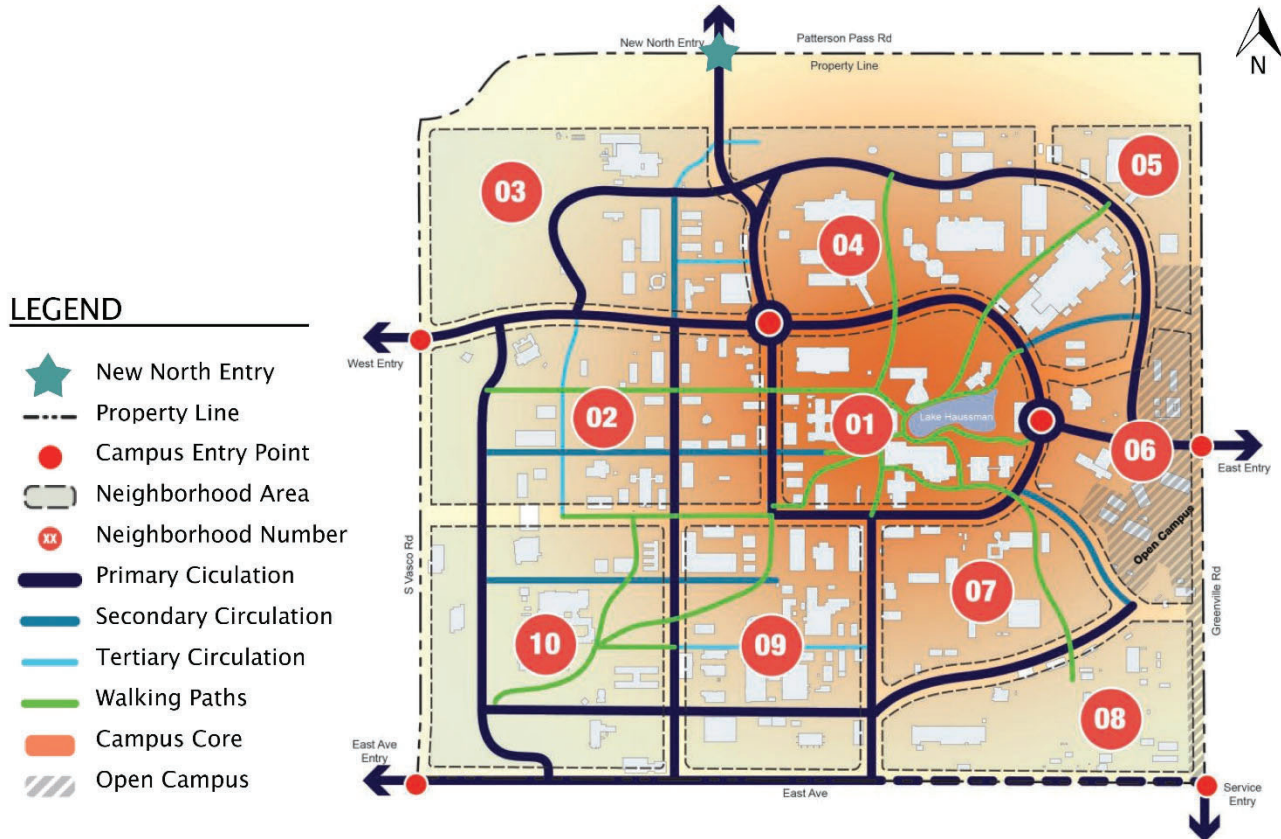 New North Entry
Patterson Pass Rd
Property Line
N
03
05
04
LEGEND
New North Entry
Property Line
Campus Entry Point
Neighborhood Area
XX
Neighborhood Number
Primary Ciculation
Secondary Circulation
Tertiary Circulation
Walking Paths
Campus Core
Open Campus
West Entry
02
01
Lake Haussman
06
East Entry
Open Campus
S Vasco Rd
Greenville Rd
07
10
09
08
East Ave
Entry
East Ave
Service
Entry